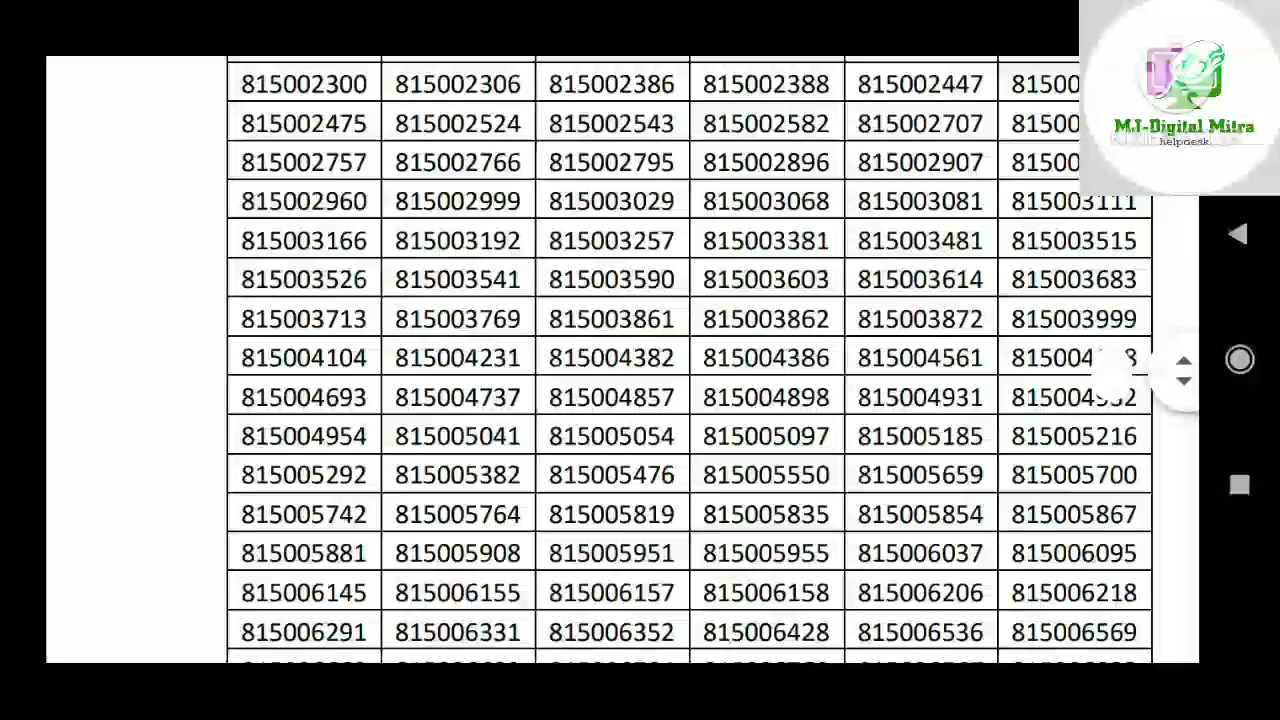 815002300 815002306 815002386 815002388 815002447
815002475 815002524 815002543 815002582 815002707
815002757 815002766 815002795 815002896 815002907
815002960 815002999 815003029 815003068 815003081 815003111
815003166 815003192 815003257 815003381 815003481 815003515
815003526 815003541 815003590 815003603 815003614 815003683
815003713 815003769 815003861 815003862 815003872 815003999
815004104 815004231 815004382 815004386 815004561
815004693 815004737 815004857 815004898 815004931
815004954 815005041 815005054 815005097 815005185 815005216
815005292 815005382 815005476 815005550 815005659 815005700
815005742 815005764 815005819 815005835 815005854 815005867
815005881 815005908 815005951 815005955 815006037 815006095
815006145 815006155 815006157 815006158 815006206 815006218
815006291 815006331 815006352 815006428 815006536 815006569
MJ-Digital Mitra
helpdesk